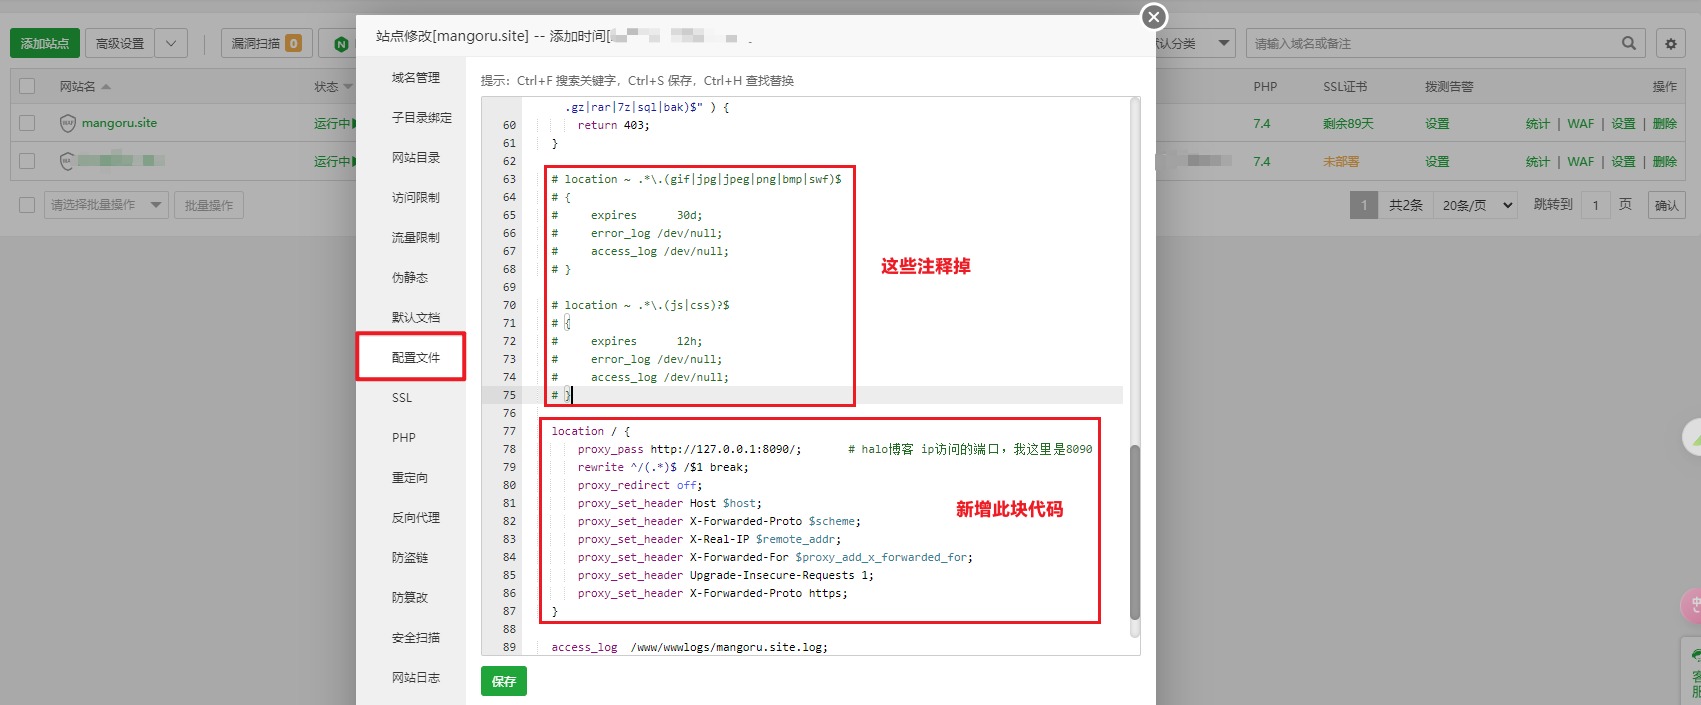 添加站点
高级设置
漏洞扫描 0
站点修改[mangoru.site] -- 添加时间[
认分类
请输入域名或备注
网站名
状态
PHP
SSL证书
拨测告警
操作
mangoru.site
运行中
7.4
剩余89天
设置
统计 | WAF | 设置 | 删除
运行中
7.4
未部署
设置
统计 | WAF | 设置 | 删除
请选择批量操作
批量操作
1
共2条
20条/页
跳转到
1
页
确认
域名管理
子目录绑定
网站目录
访问限制
流量限制
伪静态
默认文档
配置文件
SSL
PHP
重定向
反向代理
防盗链
防篡改
安全扫描
网站日志
提示：Ctrl+F 搜索关键字，Ctrl+S 保存，Ctrl+H 查找替换
.gz|rar|7z|sql|bak)$" ) {
60 return 403;
61 }
62
63 # location ~ .*\.(gif|jpg|jpeg|png|bmp|swf)$
64 # {
65 #     expires      30d;
66 #     error_log /dev/null;
67 #     access_log /dev/null;
68 # }
69
70 # location ~ .*\.(js|css)?$
71 # {
72 #     expires      12h;
73 #     error_log /dev/null;
74 #     access_log /dev/null;
75 # }
76
77 location / {
78 proxy_pass http://127.0.0.1:8090/;       # halo博客 ip访问的端口，我这里是8090
79 rewrite ^/(.*)$ /$1 break;
80 proxy_redirect off;
81 proxy_set_header Host $host;
82 proxy_set_header X-Forwarded-Proto $scheme;
83 proxy_set_header X-Real-IP $remote_addr;
84 proxy_set_header X-Forwarded-For $proxy_add_x_forwarded_for;
85 proxy_set_header Upgrade-Insecure-Requests 1;
86 proxy_set_header X-Forwarded-Proto https;
87 }
88
89 access_log  /www/wwwlogs/mangoru.site.log;
这些注释掉
新增此块代码
保存
客
服